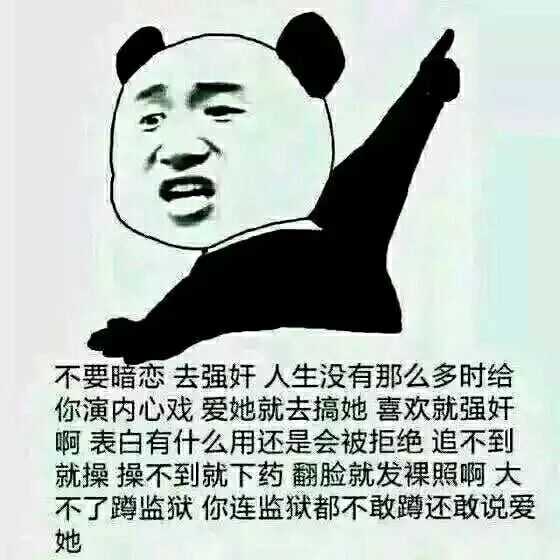 不要暗恋 去强奸 人生没有那么多时给
你演内心戏 爱她就去搞她 喜欢就强奸
啊 表白有什么用还是会被拒绝 追不到
就操 操不到就下药 翻脸就发裸照啊 大
不了蹲监狱 你连监狱都不敢蹲还敢说爱
她